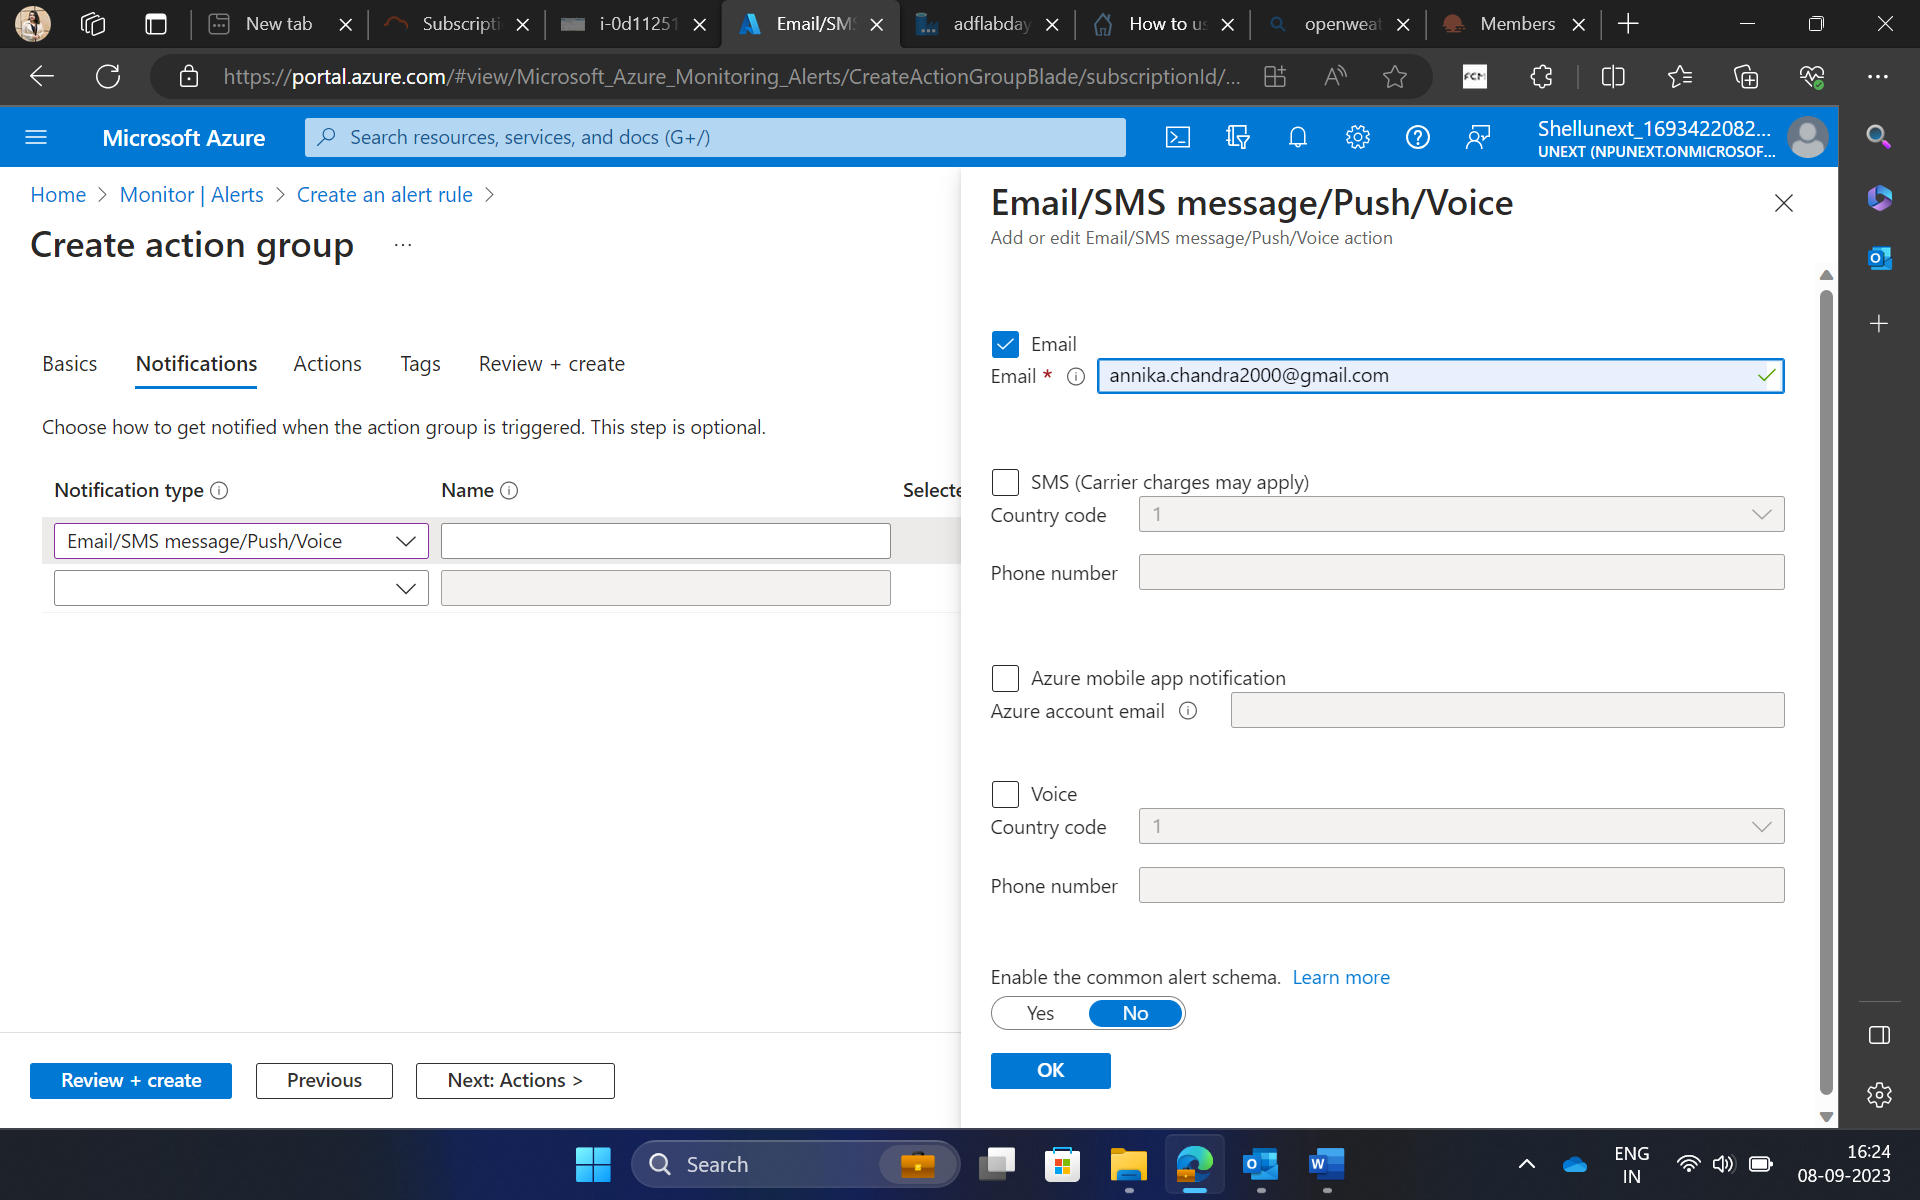 New tab
Subscripti
i-0d11251
Email/SMS
adflabday
How to us
openweat
Members
https://portal.azure.com/#view/Microsoft_Azure_Monitoring_Alerts/CreateActionGroupBlade/subscriptionId/...
FCM
Microsoft Azure
Search resources, services, and docs (G+/)
Shellunext_1693422082...
UNEXT (NPUNEXT.ONMICROSOF...
Home > Monitor | Alerts > Create an alert rule >
Create action group ...
Basics Notifications Actions Tags Review + create
Choose how to get notified when the action group is triggered. This step is optional.
Notification type Name Selecte
Email/SMS message/Push/Voice
Review + create
Previous
Next: Actions >
Email/SMS message/Push/Voice
Add or edit Email/SMS message/Push/Voice action
Email
Email * annika.chandra2000@gmail.com
SMS (Carrier charges may apply)
Country code 1
Phone number
Azure mobile app notification
Azure account email
Voice
Country code 1
Phone number
Enable the common alert schema. Learn more
Yes No
OK
Search
ENG
IN
16:24
08-09-2023